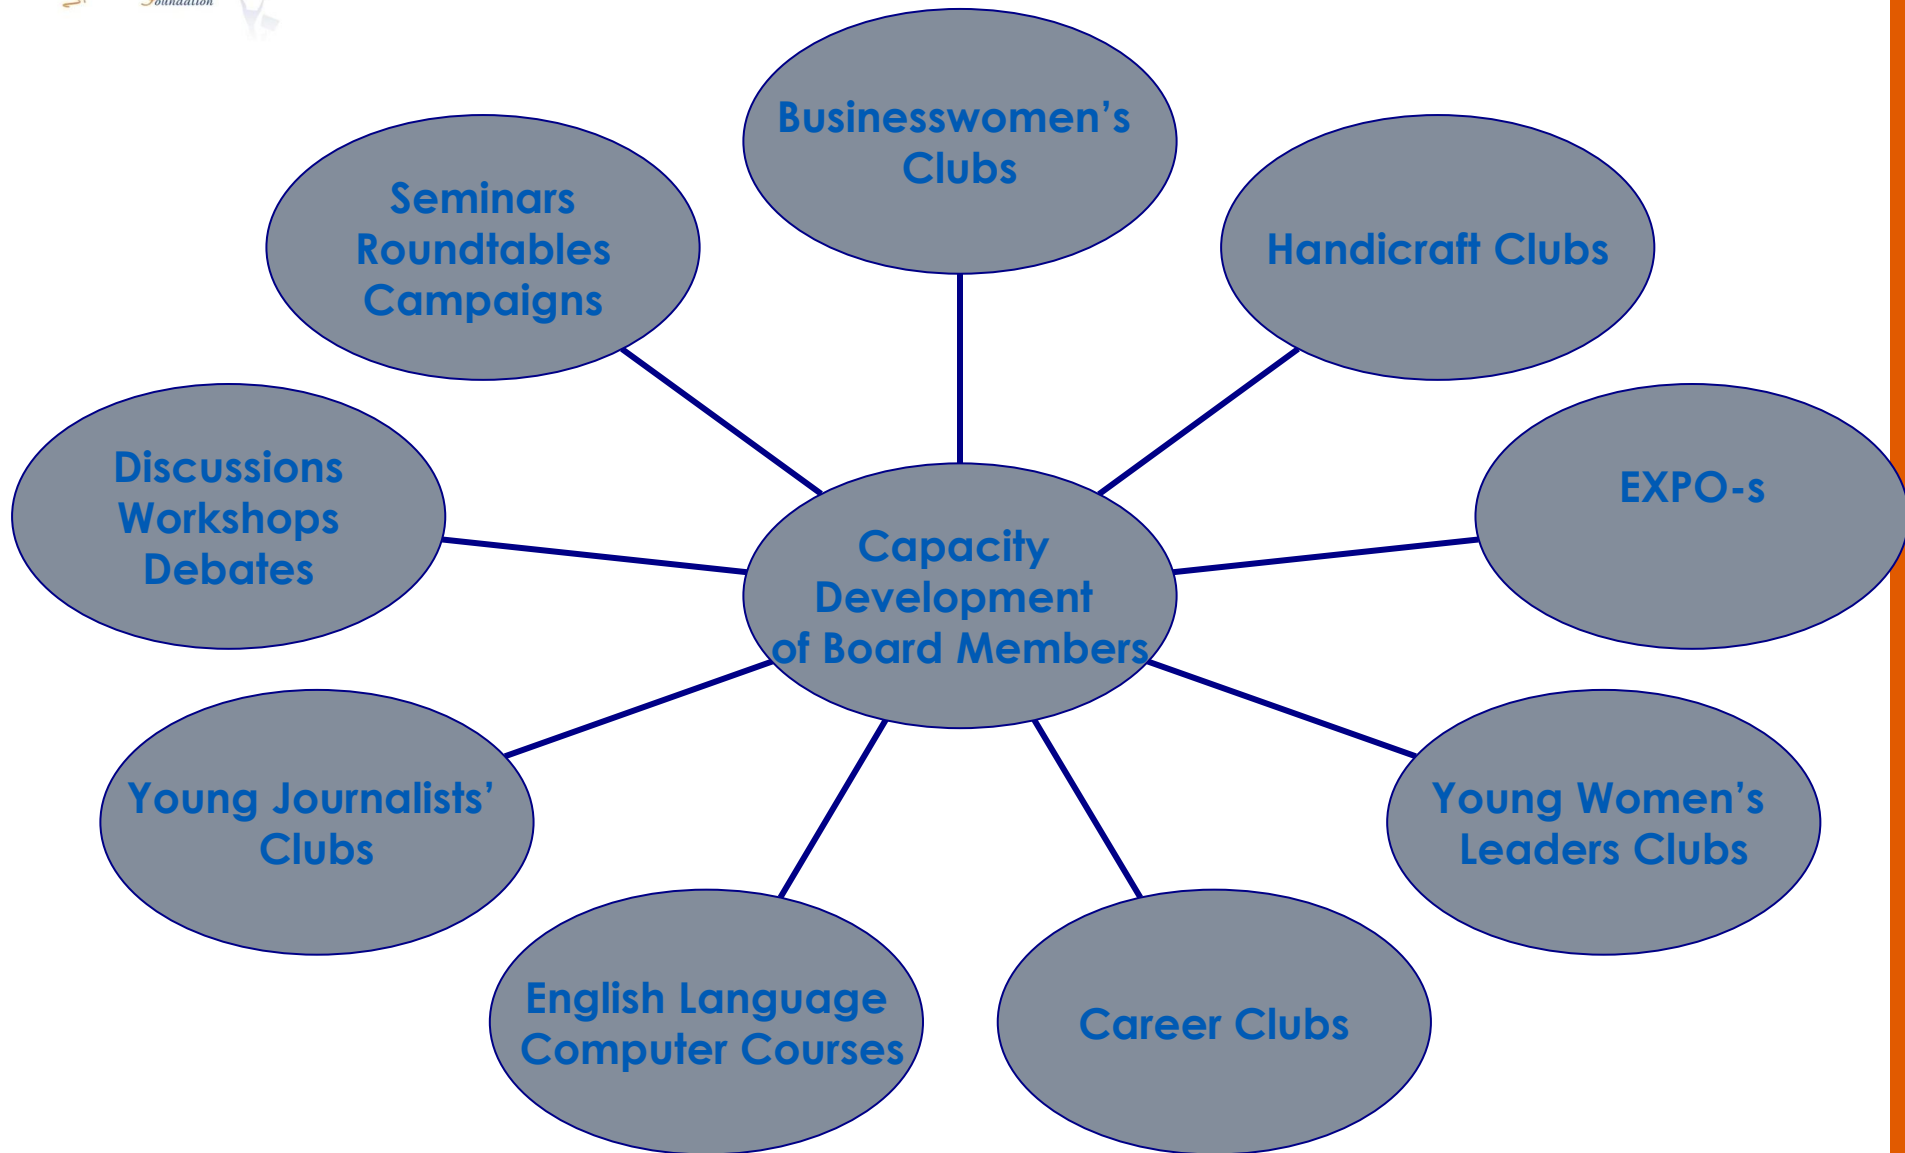 Foundation
Businesswomen's
Clubs
Seminars
Roundtables
Campaigns
Handicraft Clubs
Discussions
Workshops
Debates
EXPO-s
Capacity
Development
of Board Members
Young Journalists'
Clubs
Young Women's
Leaders Clubs
English Language
Computer Courses
Career Clubs